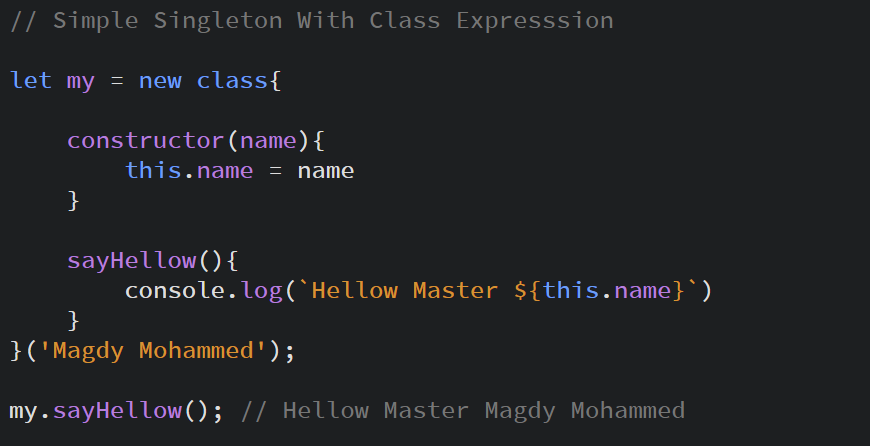 // Simple Singleton With Class Expresssion
let my = new class{
constructor(name){
this.name = name
}
sayHellow(){
console.log(`Hellow Master ${this.name}`)
}
}('Magdy Mohammed');
my.sayHellow(); // Hellow Master Magdy Mohammed